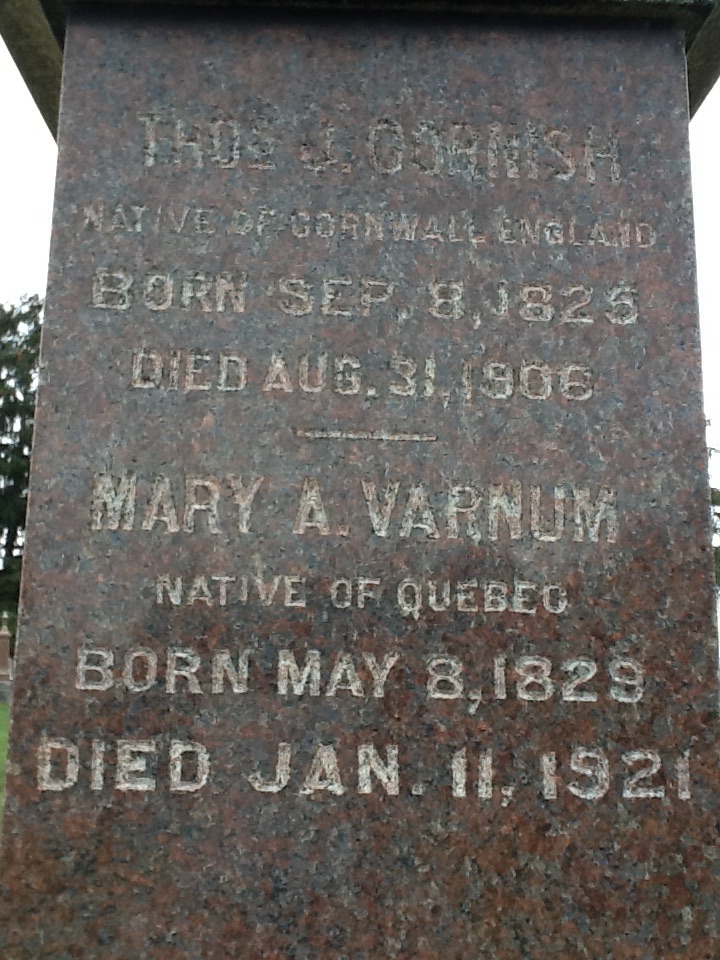 THOS J. CORNISH
NATIVE OF CORNWALL ENGLAND
BORN SEP. 8, 1825
DIED AUG. 31, 1906
MARY A. VARNUM
NATIVE OF QUEBEC
BORN MAY 8, 1829
DIED JAN. 11, 1921